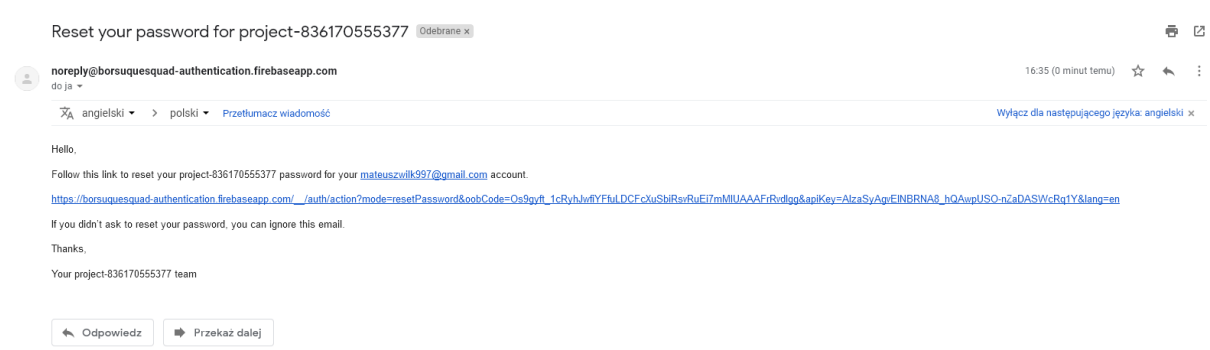 Reset your password for project-836170555377 Odebrane x
noreply@borsuquesquad-authentication.firebaseapp.com
16:35 (0 minut temu)
do ja
angielski > polski Przetłumacz wiadomość
Wyłącz dla następującego języka: angielski x
Hello,
Follow this link to reset your project-836170555377 password for your mateuszwilk997@gmail.com account.
https://borsuquesquad-authentication.firebaseapp.com/__/auth/action?mode=resetPassword&oobCode=Os9gyft_1cRyhJwfiYFfuLDCFcXuSbiRsvRuEi7mMIUAAAFrRvdlgg&apiKey=AIzaSyAgvElNBRNA8_hQAwpUSO-nZaDASWcRq1Y&lang=en
If you didn't ask to reset your password, you can ignore this email.
Thanks,
Your project-836170555377 team
Odpowiedz
Przekaż dalej